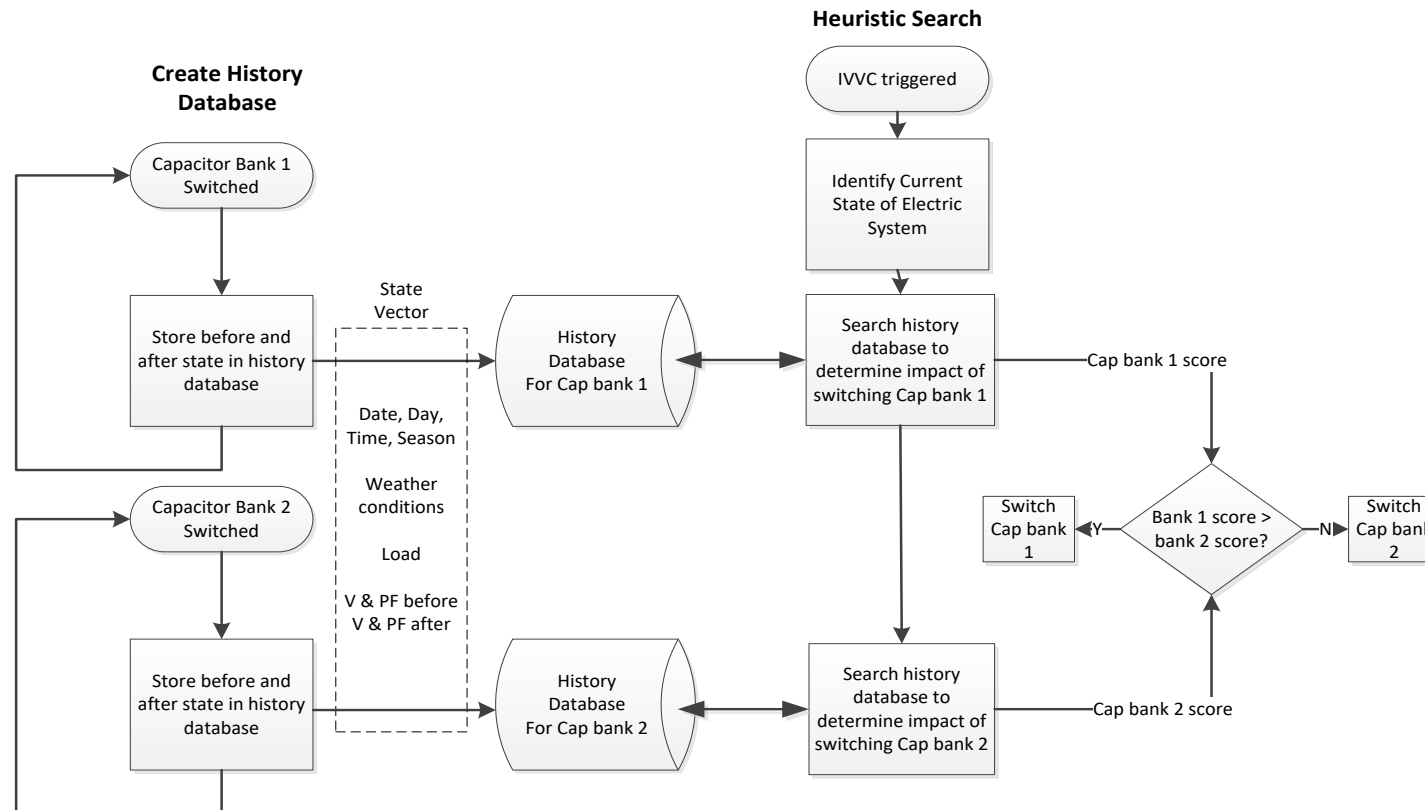 Heuristic Search
Create History
Database
IVVC triggered
Capacitor Bank 1
Switched
Identify Current
State of Electric
System
State
Vector
Store before and
after state in history
database
History
Database
For Cap bank 1
Search history
database to
determine impact of
switching Cap bank 1
Cap bank 1 score
Date, Day,
Time, Season
Weather
conditions
Load
V & PF before
V & PF after
Capacitor Bank 2
Switched
Switch
Cap bank
1
Y
Bank 1 score >
bank 2 score?
N
Switch
Cap bank
2
Store before and
after state in history
database
History
Database
For Cap bank 2
Search history
database to
determine impact of
switching Cap bank 2
Cap bank 2 score